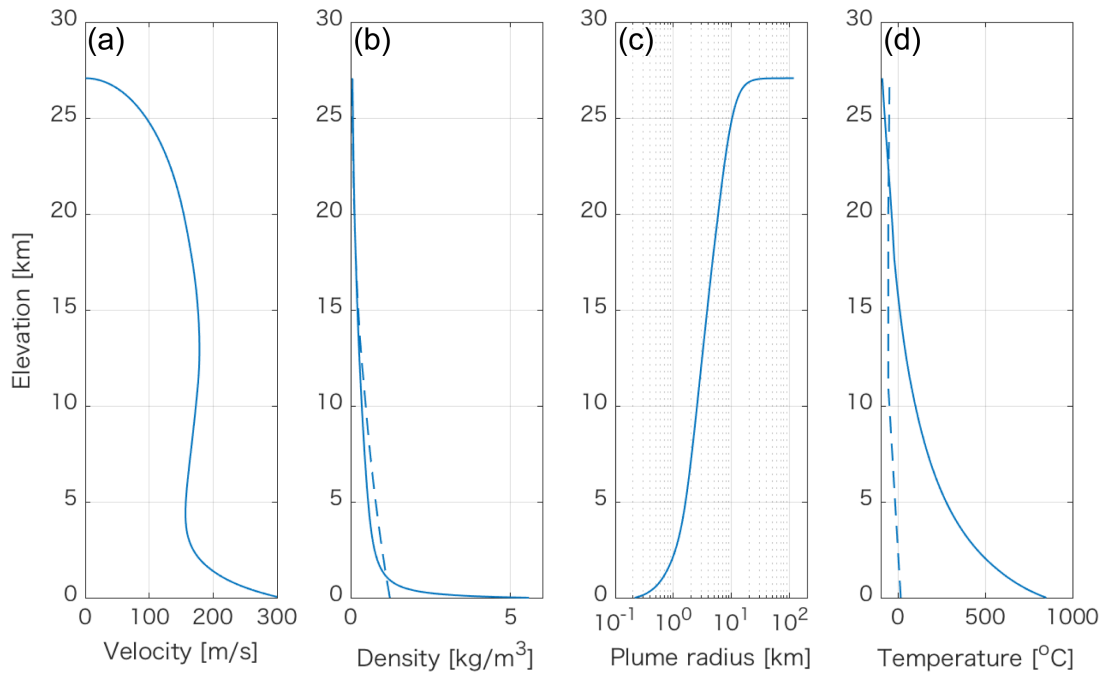 (a) (b) (c) (d)
30 30 30 30
25 25 25 25
20 20 20 20
15 15 15 15
10 10 10 10
5 5 5 5
0 0 0 0
0 100 200 300 0 5 10⁻¹ 10⁰ 10¹ 10² 0 500 1000
Elevation [km]
Velocity [m/s] Density [kg/m³] Plume radius [km] Temperature [ºC]